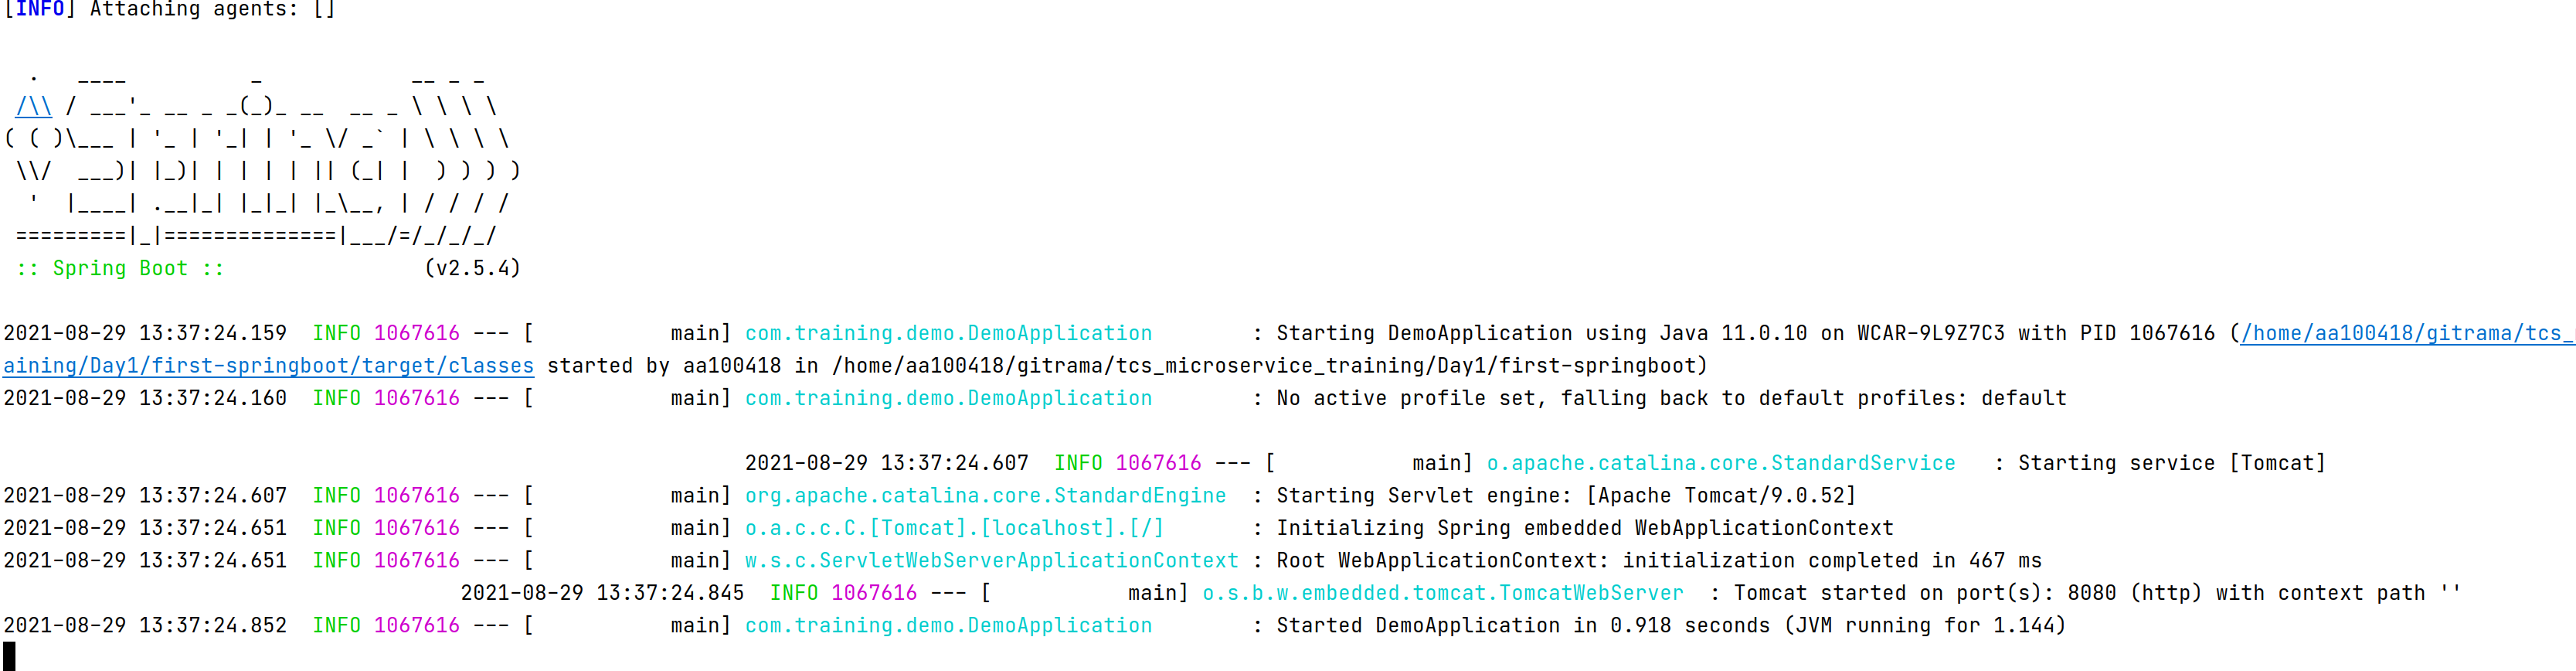 [INFO] Attaching agents: []
  .   ____          _            __ _ _
 /\\ / ___'_ __ _ _(_)_ __  __ _ \ \ \ \
( ( )\___ | '_ | '_| | '_ \/ _` | \ \ \ \
 \\/  ___)| |_)| | | | | || (_| |  ) ) ) )
  '  |____| .__|_| |_|_| |_\__, | / / / /
 =========|_|==============|___/=/_/_/_/
 :: Spring Boot ::                (v2.5.4)
2021-08-29 13:37:24.159  INFO 1067616 --- [           main] com.training.demo.DemoApplication        : Starting DemoApplication using Java 11.0.10 on WCAR-9L9Z7C3 with PID 1067616 (/home/aa100418/gitrama/tcs_
aining/Day1/first-springboot/target/classes started by aa100418 in /home/aa100418/gitrama/tcs_microservice_training/Day1/first-springboot)
2021-08-29 13:37:24.160  INFO 1067616 --- [           main] com.training.demo.DemoApplication        : No active profile set, falling back to default profiles: default
2021-08-29 13:37:24.607  INFO 1067616 --- [           main] o.apache.catalina.core.StandardService   : Starting service [Tomcat]
2021-08-29 13:37:24.607  INFO 1067616 --- [           main] org.apache.catalina.core.StandardEngine  : Starting Servlet engine: [Apache Tomcat/9.0.52]
2021-08-29 13:37:24.651  INFO 1067616 --- [           main] o.a.c.c.C.[Tomcat].[localhost].[/]       : Initializing Spring embedded WebApplicationContext
2021-08-29 13:37:24.651  INFO 1067616 --- [           main] w.s.c.ServletWebServerApplicationContext : Root WebApplicationContext: initialization completed in 467 ms
2021-08-29 13:37:24.845  INFO 1067616 --- [           main] o.s.b.w.embedded.tomcat.TomcatWebServer  : Tomcat started on port(s): 8080 (http) with context path ''
2021-08-29 13:37:24.852  INFO 1067616 --- [           main] com.training.demo.DemoApplication        : Started DemoApplication in 0.918 seconds (JVM running for 1.144)